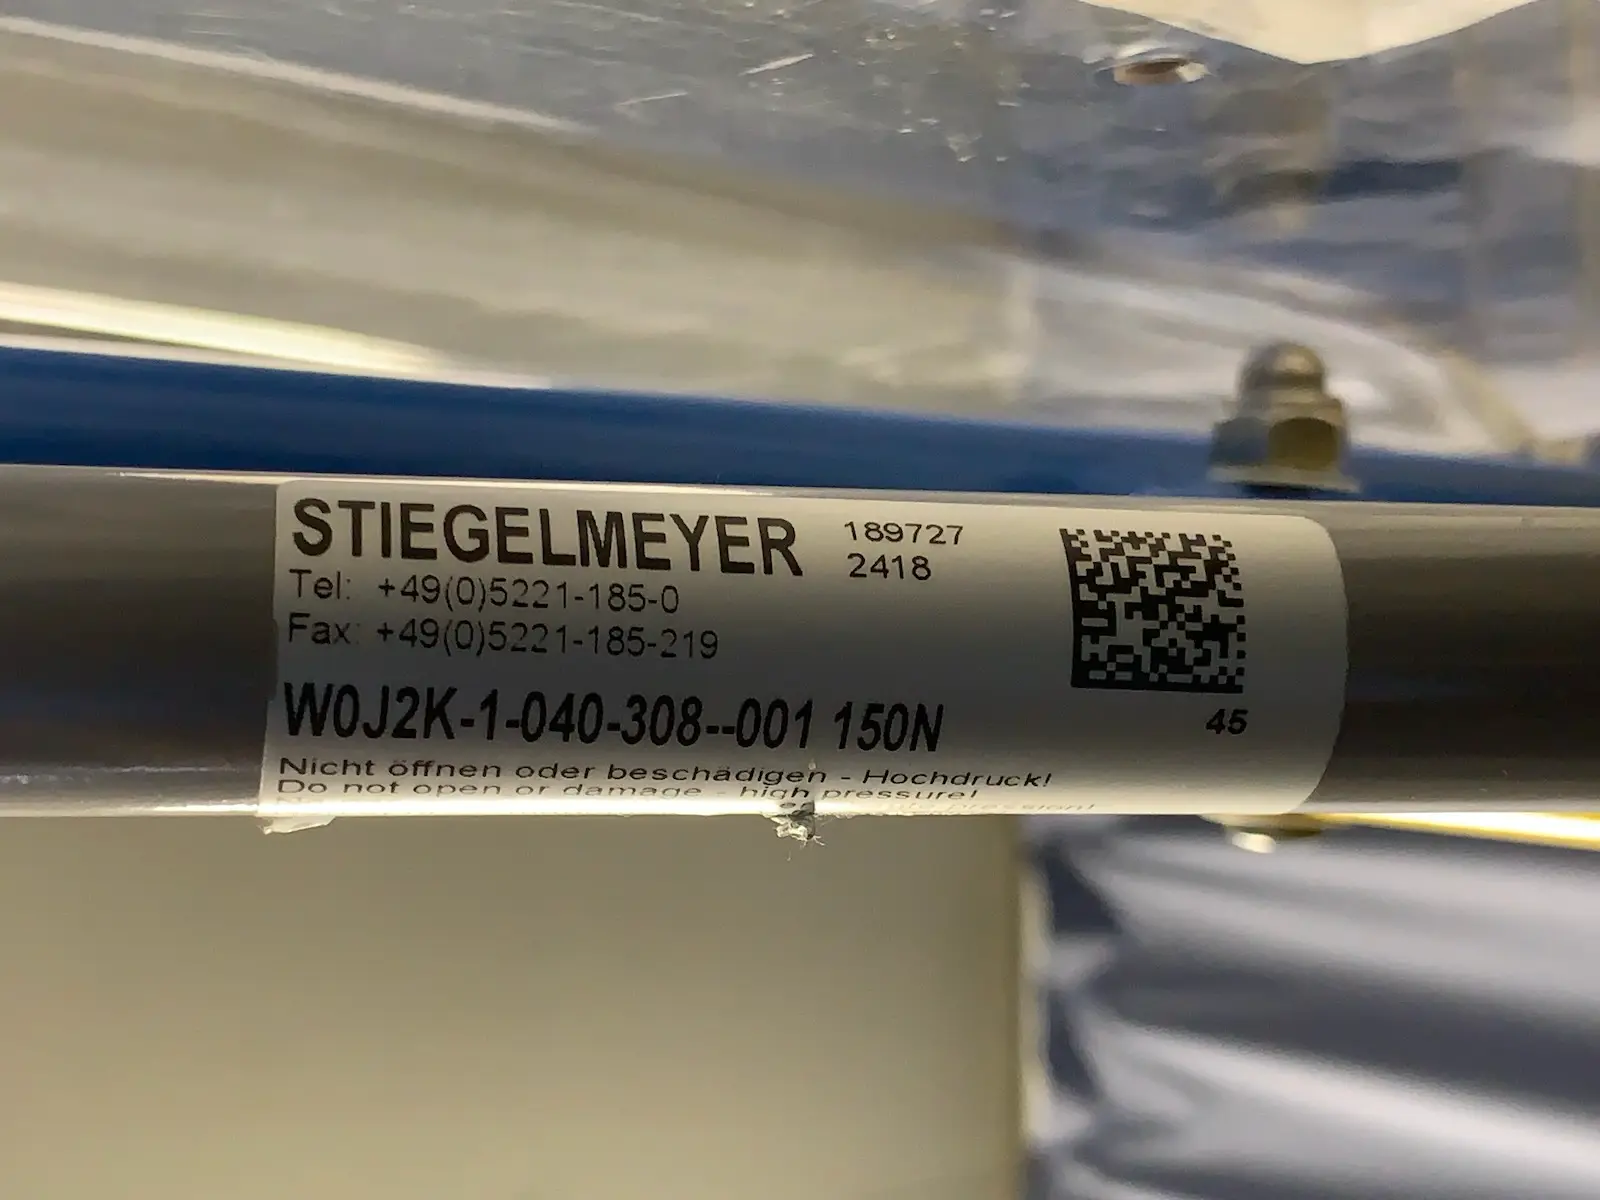 STIEGELMEYER
189727
2418
Tel: +49(0)5221-185-0
Fax: +49(0)5221-185-219
W0J2K-1-040-308--001 150N
45
Nicht öffnen oder beschädigen - Hochdruck!
Do not open or damage - high pressure!